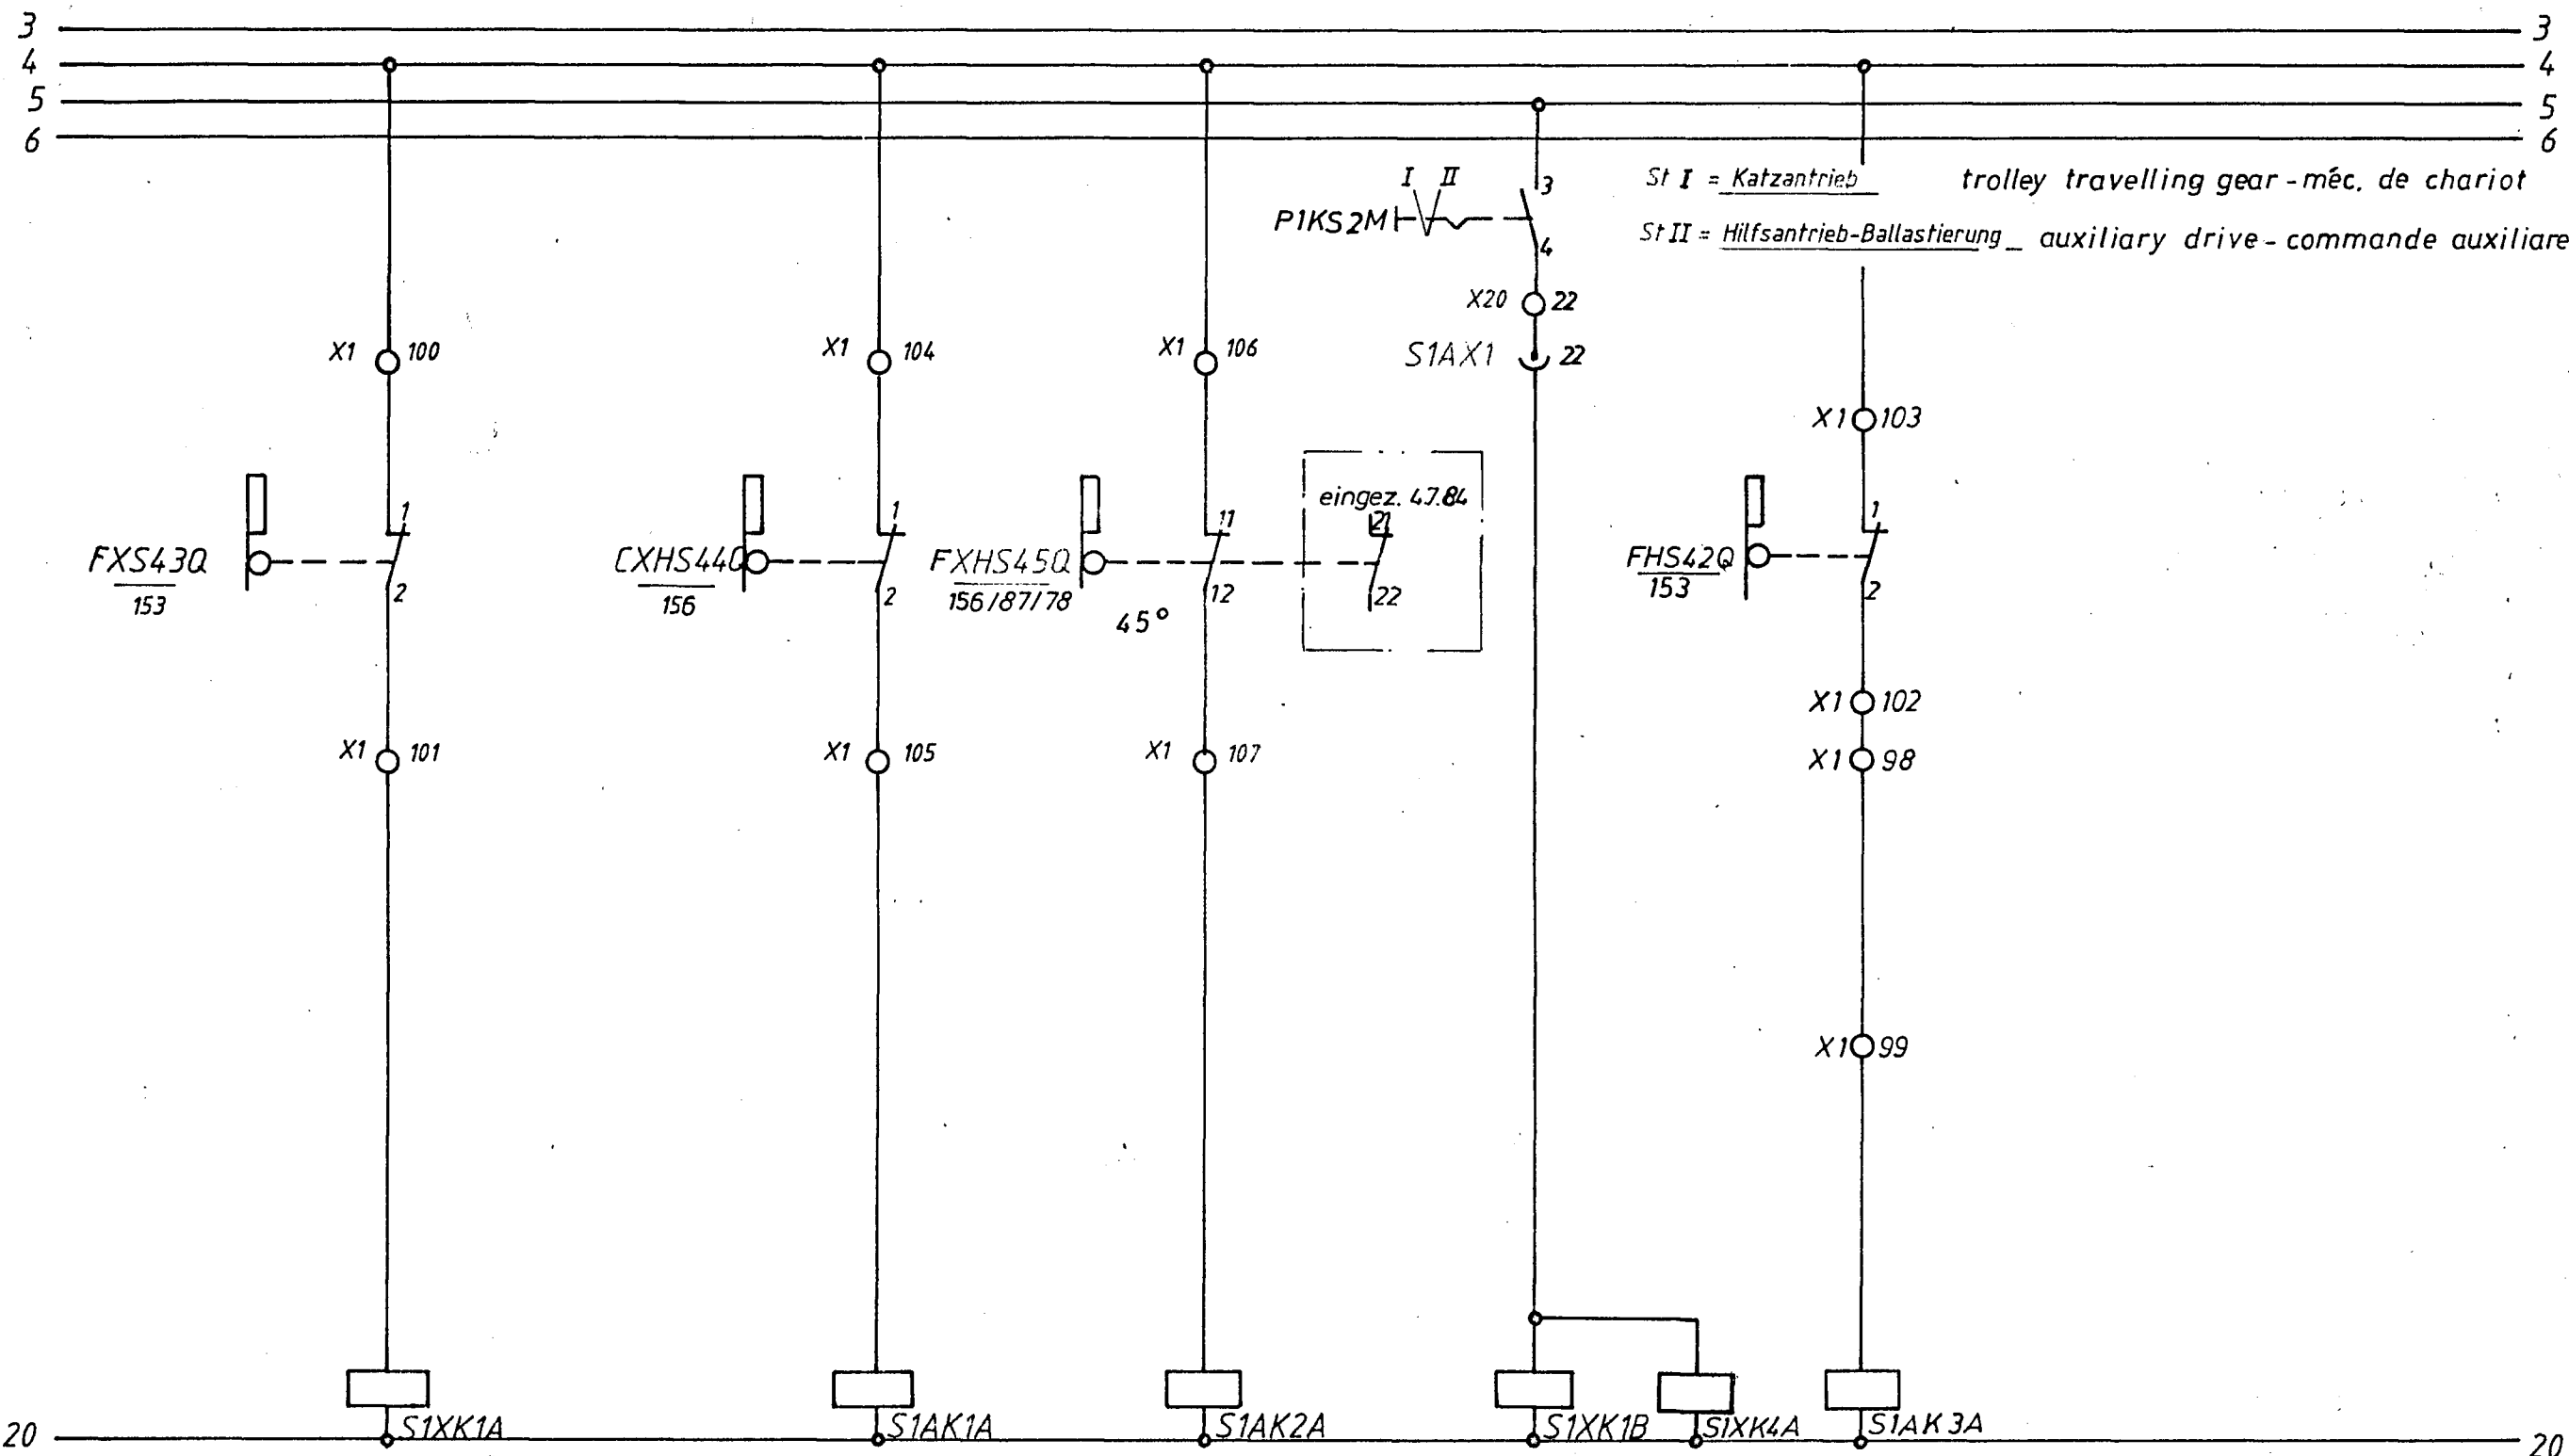 3 3
4 4
5 5
6 6
I II
3
St I = Katzantrieb trolley travelling gear - méc. de chariot
P1KS2M
4
St II = Hilfsantrieb-Ballastierung _ auxiliary drive - commande auxiliare
X20 22
X1 100
X1 104
X1 106
S1AX1 22
X1 103
eingez. 4.7.84
1
1
11
21
1
FXS43Q
153
2
CXHS44Q
156
2
FXHS45Q
156/87/78
12
45°
22
FHS42Q
153
2
X1 102
X1 101
X1 105
X1 107
X1 98
X1 99
20 S1XK1A S1AK1A S1AK2A S1XK1B S1XK4A S1AK3A 20